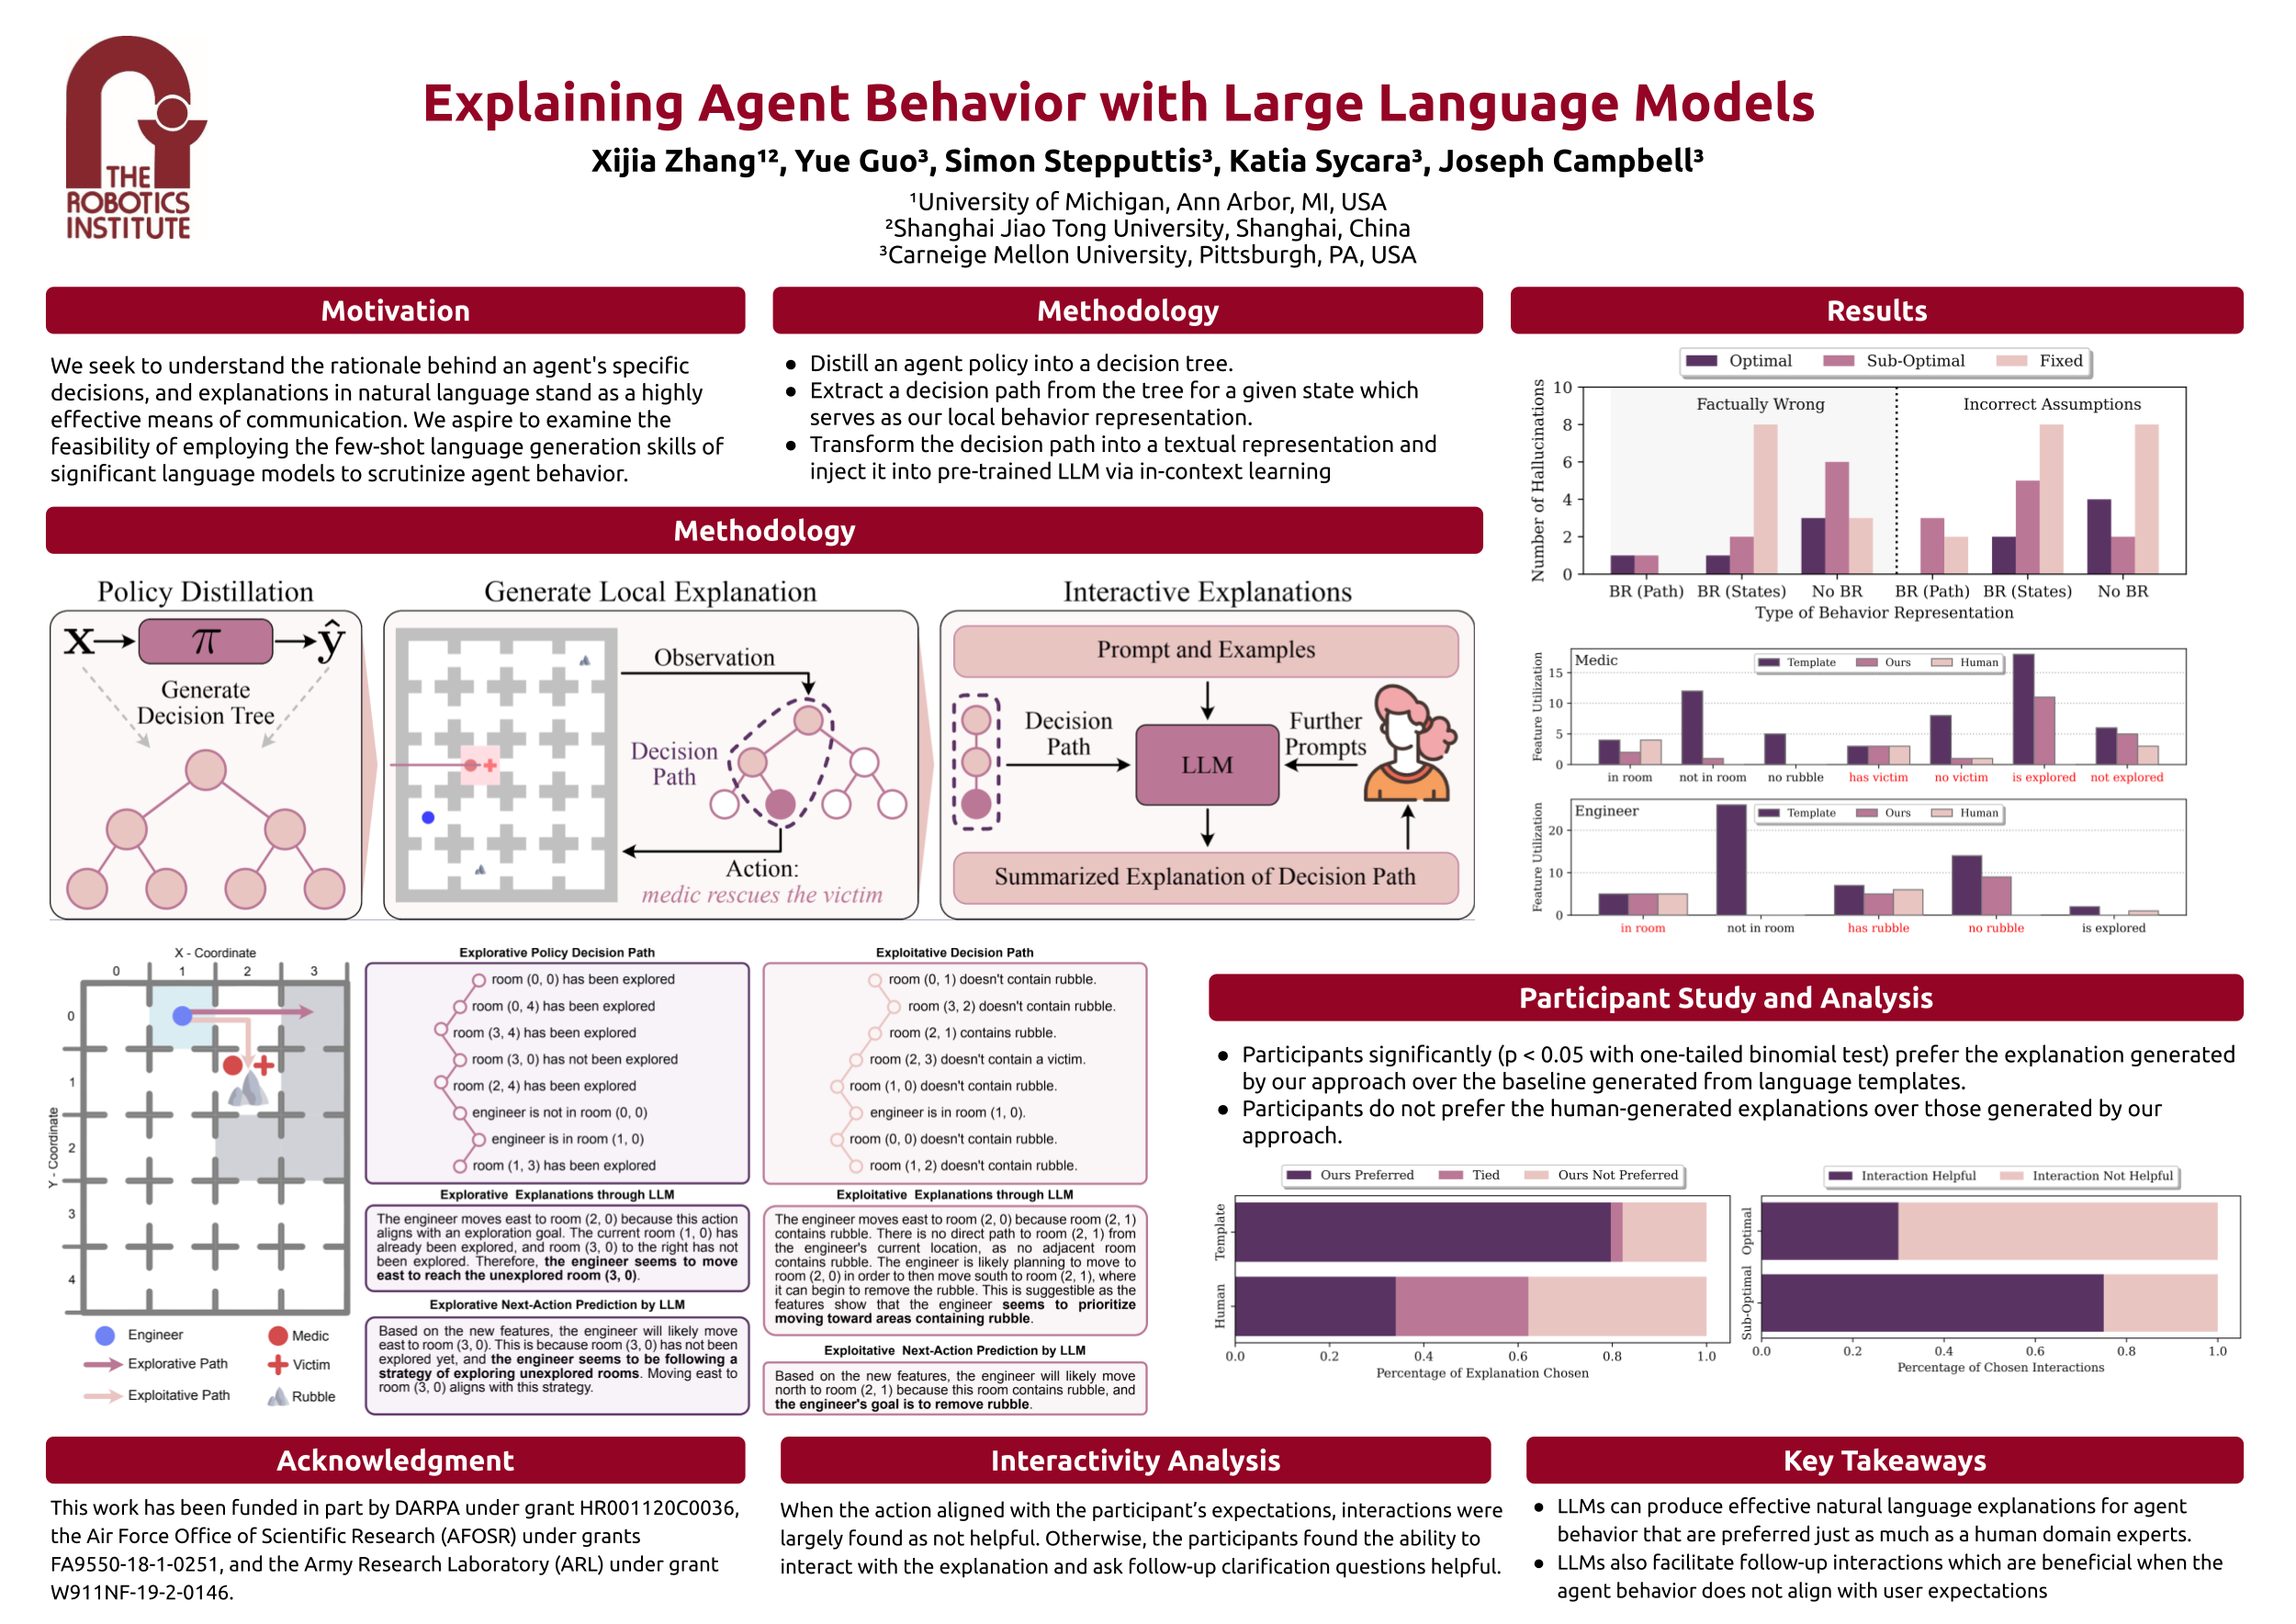 THE
ROBOTICS
INSTITUTE
Explaining Agent Behavior with Large Language Models
Xijia Zhang¹², Yue Guo³, Simon Stepputtis³, Katia Sycara³, Joseph Campbell³
¹University of Michigan, Ann Arbor, MI, USA
²Shanghai Jiao Tong University, Shanghai, China
³Carneige Mellon University, Pittsburgh, PA, USA
Motivation
We seek to understand the rationale behind an agent's specific
decisions, and explanations in natural language stand as a highly
effective means of communication. We aspire to examine the
feasibility of employing the few-shot language generation skills of
significant language models to scrutinize agent behavior.
Methodology
● Distill an agent policy into a decision tree.
● Extract a decision path from the tree for a given state which
serves as our local behavior representation.
● Transform the decision path into a textual representation and
inject it into pre-trained LLM via in-context learning
Methodology
Policy Distillation
x π ŷ
Generate
Decision Tree
Generate Local Explanation
Observation
Decision
Path
Action:
medic rescues the victim
Interactive Explanations
Prompt and Examples
Decision
Path
LLM
Further
Prompts
Summarized Explanation of Decision Path
X - Coordinate
0 1 2 3
Y - Coordinate
0
1
2
3
4
Engineer
Medic
Explorative Path
Victim
Exploitative Path
Rubble
Explorative Policy Decision Path
room (0, 0) has been explored
room (0, 4) has been explored
room (3, 4) has been explored
room (3, 0) has not been explored
room (2, 4) has been explored
engineer is not in room (0, 0)
engineer is in room (1, 0)
room (1, 3) has been explored
Explorative Explanations through LLM
The engineer moves east to room (2, 0) because this action
aligns with an exploration goal. The current room (1, 0) has
already been explored, and room (3, 0) to the right has not
been explored. Therefore, the engineer seems to move
east to reach the unexplored room (3, 0).
Explorative Next-Action Prediction by LLM
Based on the new features, the engineer will likely move
east to room (3, 0). This is because room (3, 0) has not been
explored yet, and the engineer seems to be following a
strategy of exploring unexplored rooms. Moving east to
room (3, 0) aligns with this strategy.
Exploitative Decision Path
room (0, 1) doesn't contain rubble.
room (3, 2) doesn't contain rubble.
room (2, 1) contains rubble.
room (2, 3) doesn't contain a victim.
room (1, 0) doesn't contain rubble.
engineer is in room (1, 0).
room (0, 0) doesn't contain rubble.
room (1, 2) doesn't contain rubble.
Exploitative Explanations through LLM
The engineer moves east to room (2, 0) because room (2, 1)
contains rubble. There is no direct path to room (2, 1) from
the engineer's current location, as no adjacent room
contains rubble. The engineer is likely planning to move to
room (2, 0) in order to then move south to room (2, 1), where
it can begin to remove the rubble. This is suggestible as the
features show that the engineer seems to prioritize
moving toward areas containing rubble.
Exploitative Next-Action Prediction by LLM
Based on the new features, the engineer will likely move
north to room (2, 1) because this room contains rubble, and
the engineer's goal is to remove rubble.
Results
Optimal Sub-Optimal Fixed
Number of Hallucinations
10
8
6
4
2
0
Factually Wrong Incorrect Assumptions
BR (Path) BR (States) No BR BR (Path) BR (States) No BR
Type of Behavior Representation
Feature Utilization
Medic
Template Ours Human
15
10
5
0
in room not in room no rubble has victim no victim is explored not explored
Feature Utilization
Engineer
Template Ours Human
20
10
0
in room not in room has rubble no rubble is explored
Participant Study and Analysis
● Participants significantly (p < 0.05 with one-tailed binomial test) prefer the explanation generated
by our approach over the baseline generated from language templates.
● Participants do not prefer the human-generated explanations over those generated by our
approach.
Ours Preferred Tied Ours Not Preferred
Template
Human
0.0 0.2 0.4 0.6 0.8 1.0
Percentage of Explanation Chosen
Interaction Helpful Interaction Not Helpful
Optimal
Sub-Optimal
0.0 0.2 0.4 0.6 0.8 1.0
Percentage of Chosen Interactions
Acknowledgment
This work has been funded in part by DARPA under grant HR001120C0036,
the Air Force Office of Scientific Research (AFOSR) under grants
FA9550-18-1-0251, and the Army Research Laboratory (ARL) under grant
W911NF-19-2-0146.
Interactivity Analysis
When the action aligned with the participant’s expectations, interactions were
largely found as not helpful. Otherwise, the participants found the ability to
interact with the explanation and ask follow-up clarification questions helpful.
Key Takeaways
● LLMs can produce effective natural language explanations for agent
behavior that are preferred just as much as a human domain experts.
● LLMs also facilitate follow-up interactions which are beneficial when the
agent behavior does not align with user expectations